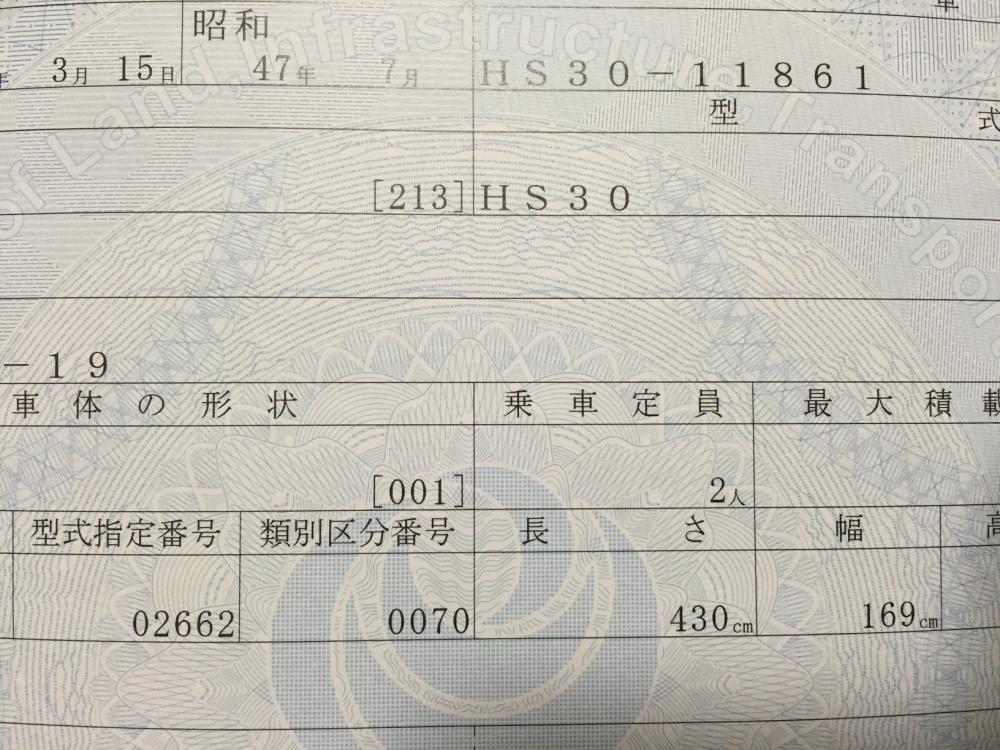 昭和
3月 15日 47年 7月 HS30-11861
型 式
[213] HS30
-19
車体の形状 乗車定員 最大積載
[001] 2人
型式指定番号 類別区分番号 長さ 幅 高
02662 0070 430cm 169cm
of Land, Infrastructure, Transpor